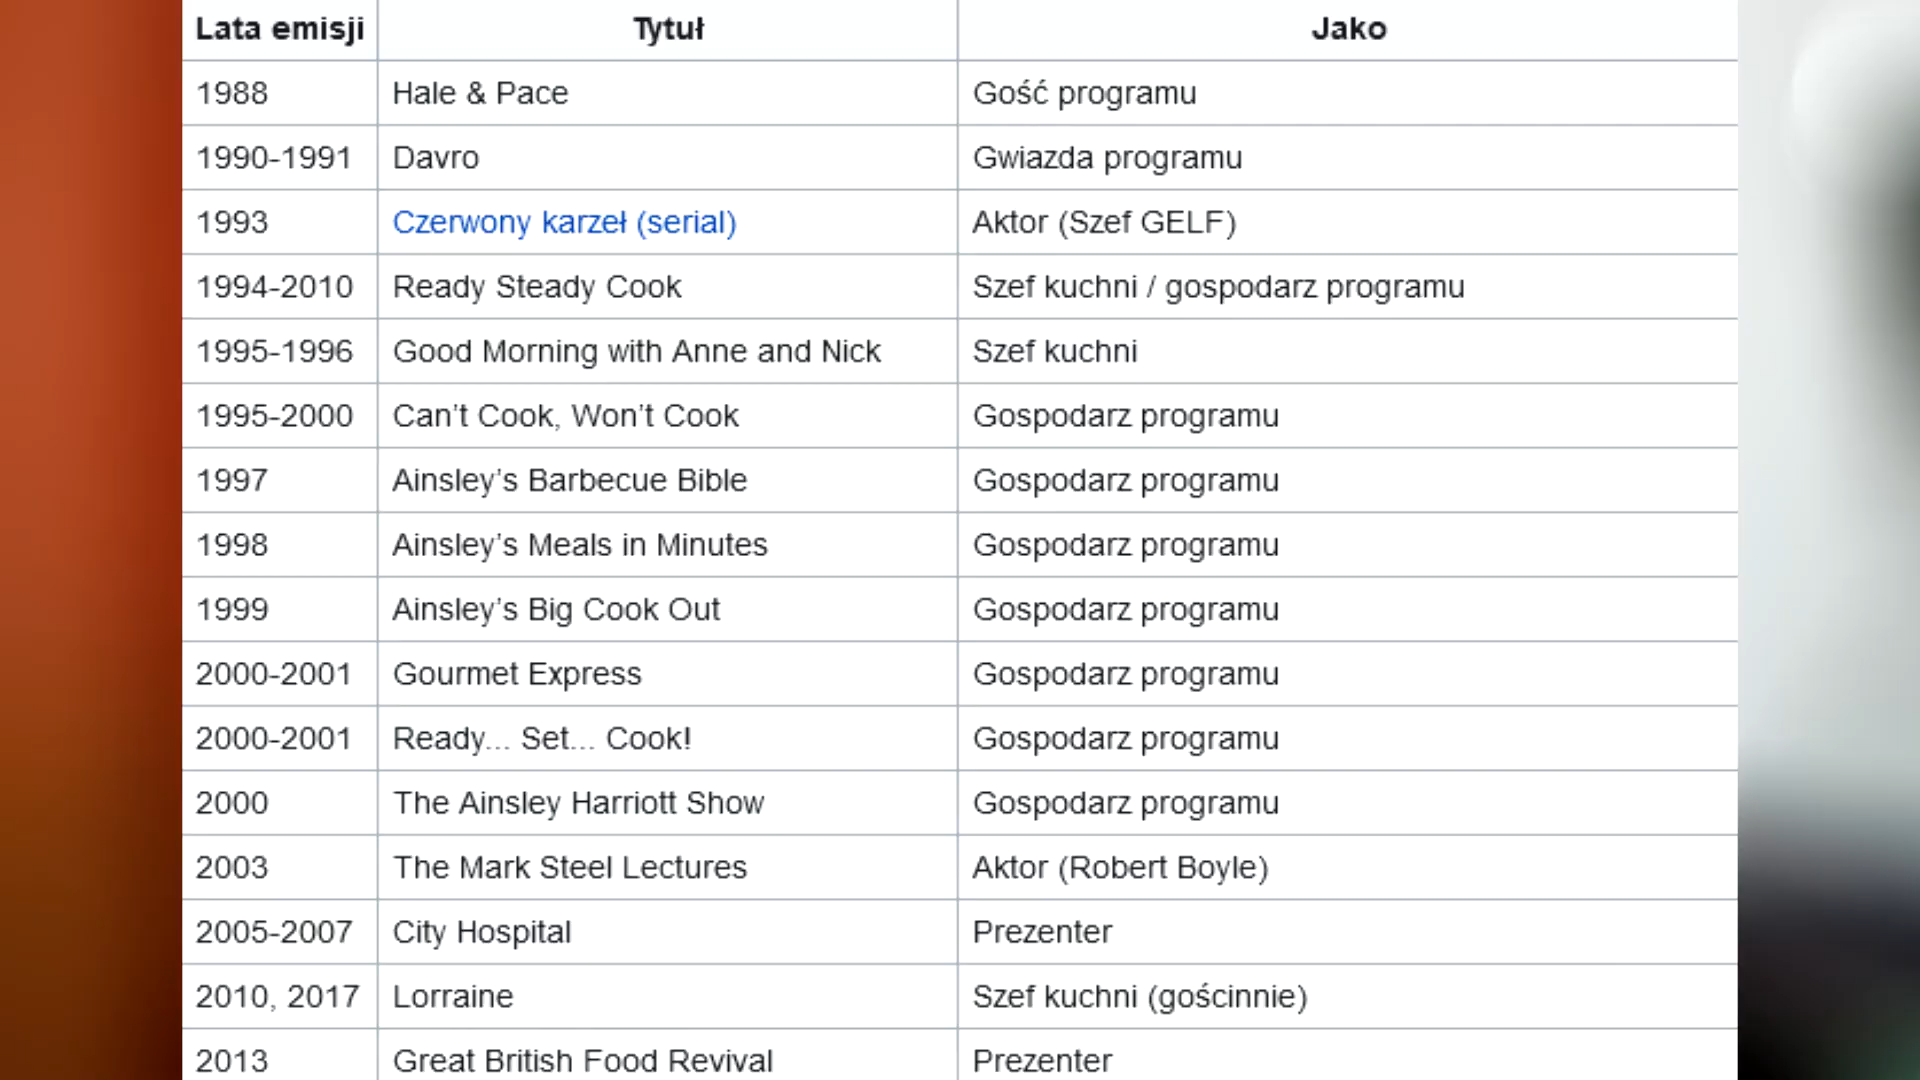 Lata emisji Tytuł Jako
1988 Hale & Pace Gość programu
1990-1991 Davro Gwiazda programu
1993 Czerwony karzeł (serial) Aktor (Szef GELF)
1994-2010 Ready Steady Cook Szef kuchni / gospodarz programu
1995-1996 Good Morning with Anne and Nick Szef kuchni
1995-2000 Can’t Cook, Won’t Cook Gospodarz programu
1997 Ainsley’s Barbecue Bible Gospodarz programu
1998 Ainsley’s Meals in Minutes Gospodarz programu
1999 Ainsley’s Big Cook Out Gospodarz programu
2000-2001 Gourmet Express Gospodarz programu
2000-2001 Ready... Set... Cook! Gospodarz programu
2000 The Ainsley Harriott Show Gospodarz programu
2003 The Mark Steel Lectures Aktor (Robert Boyle)
2005-2007 City Hospital Prezenter
2010, 2017 Lorraine Szef kuchni (gościnnie)
2013 Great British Food Revival Prezenter